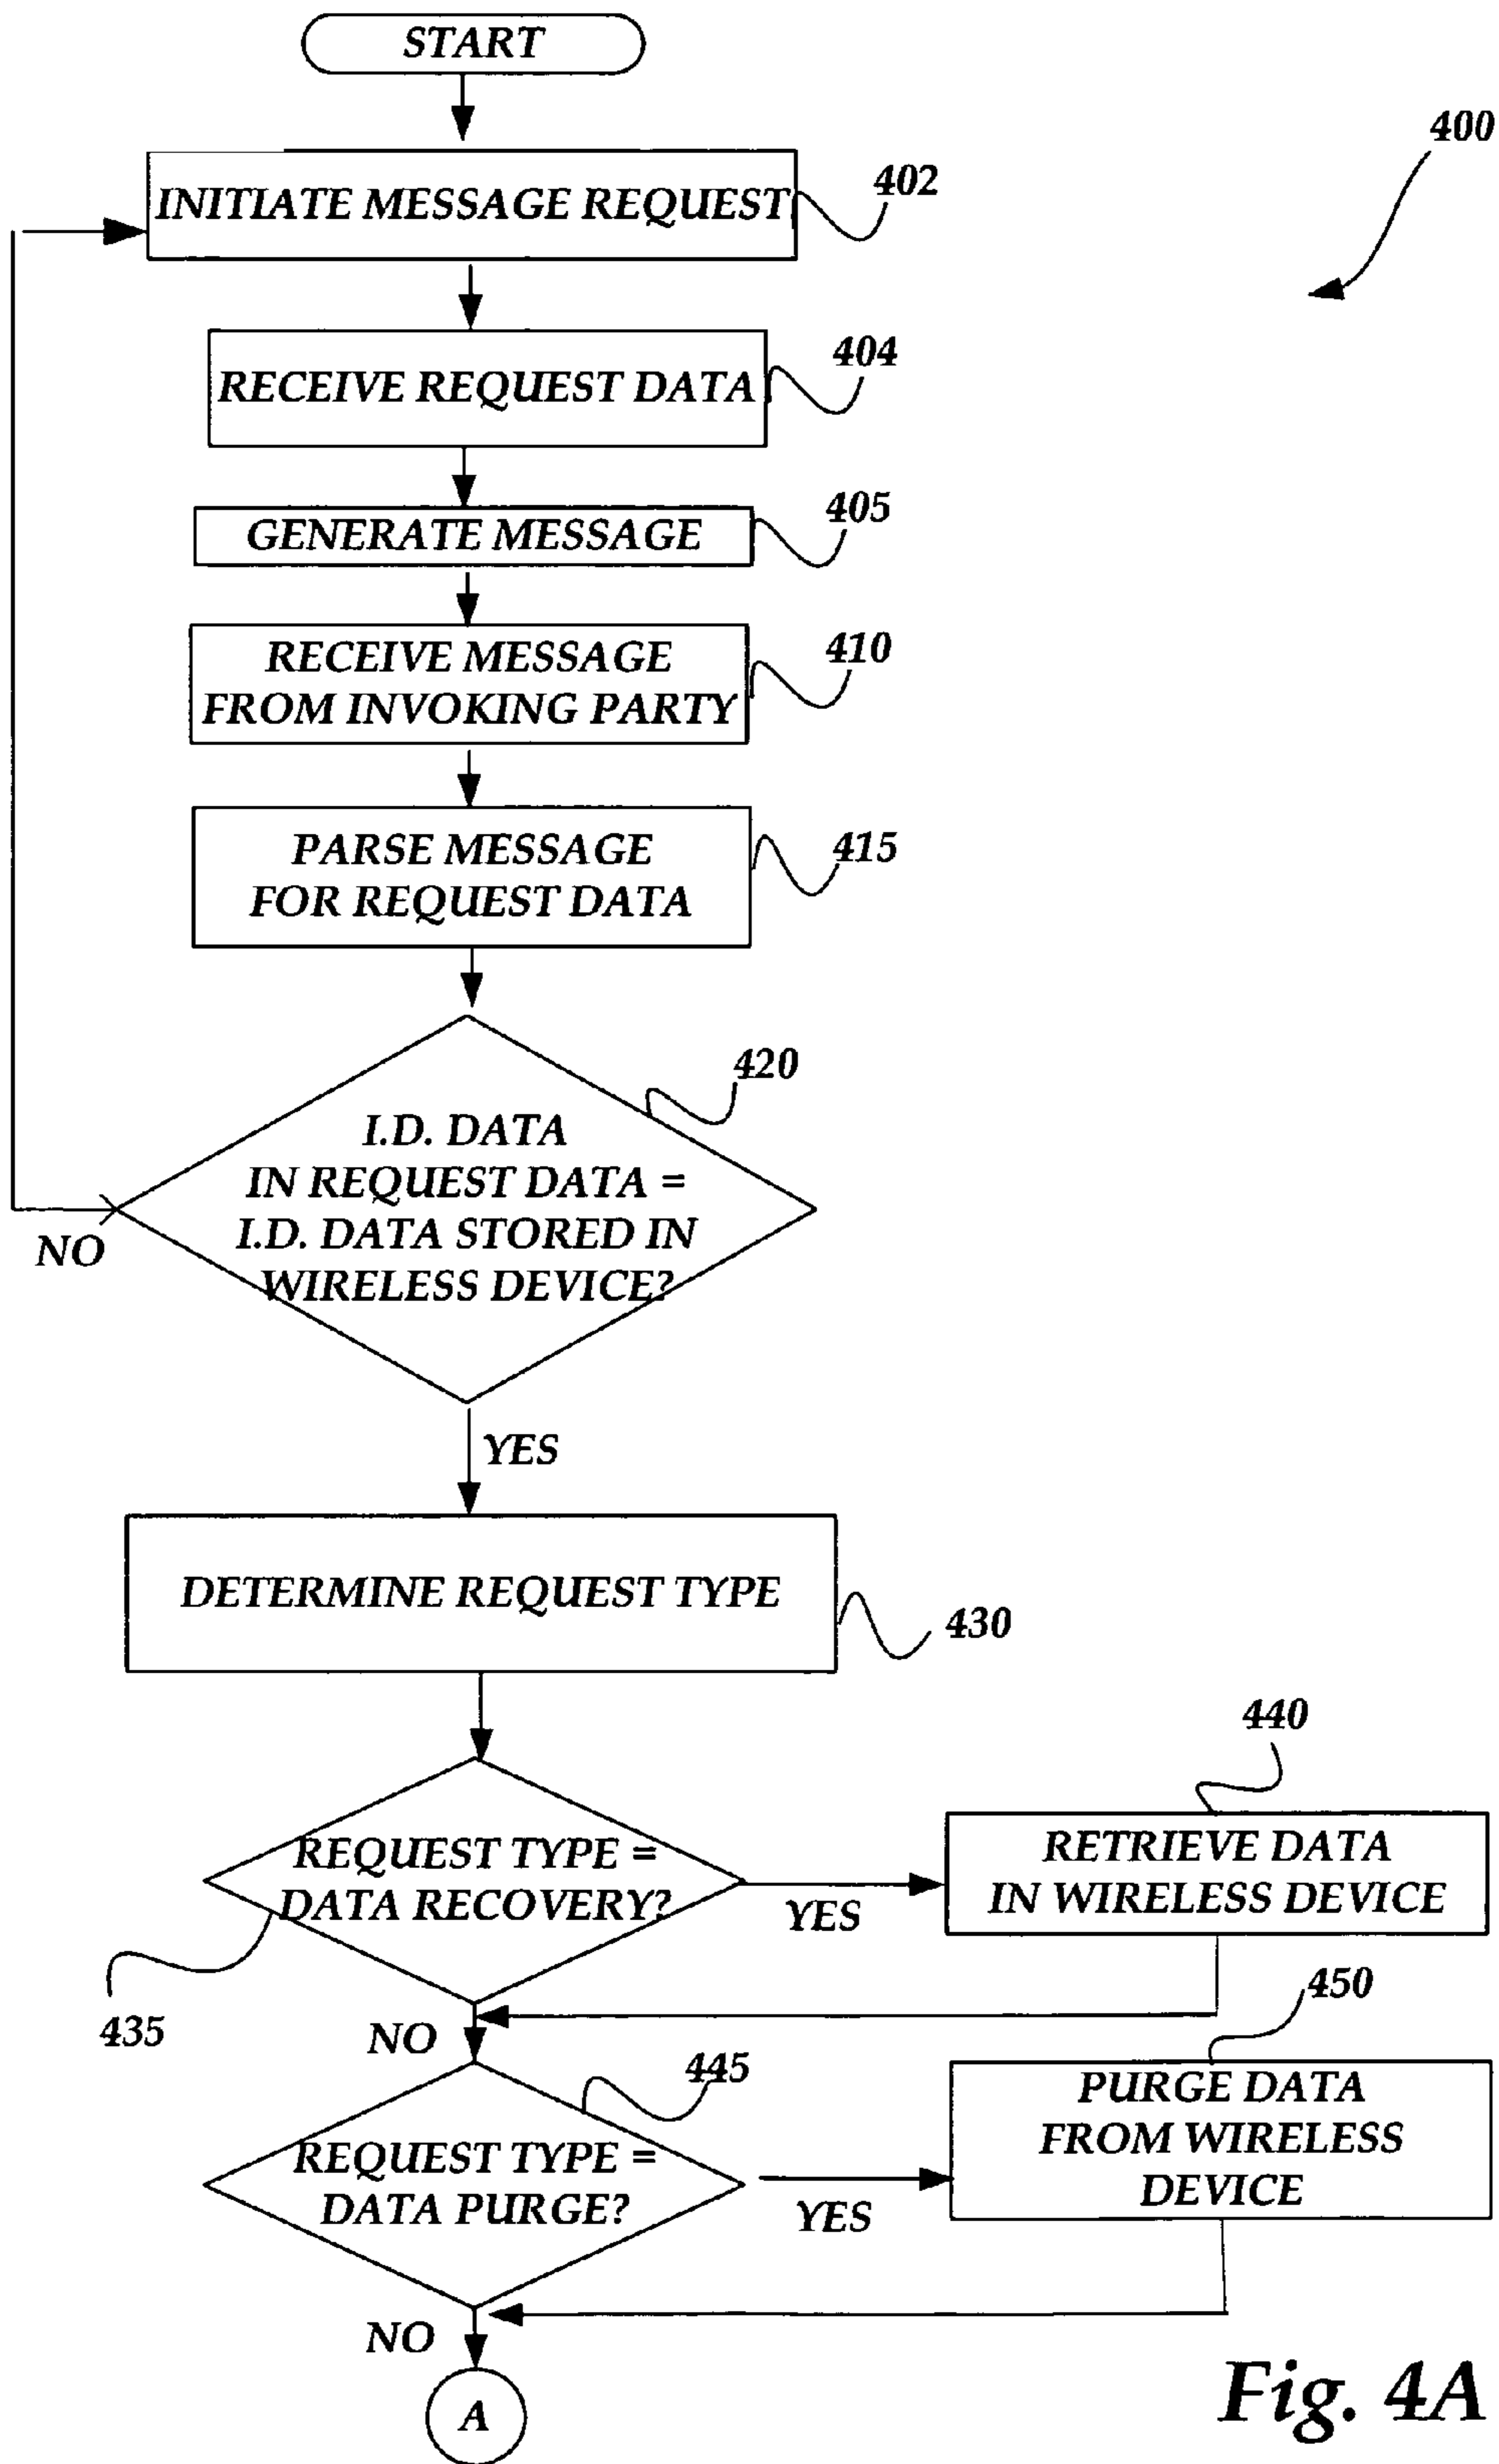 START
400
INITIATE MESSAGE REQUEST
402
RECEIVE REQUEST DATA
404
GENERATE MESSAGE
405
RECEIVE MESSAGE
FROM INVOKING PARTY
410
PARSE MESSAGE
FOR REQUEST DATA
415
420
I.D. DATA
IN REQUEST DATA =
I.D. DATA STORED IN
WIRELESS DEVICE?
NO
YES
DETERMINE REQUEST TYPE
430
440
REQUEST TYPE =
DATA RECOVERY?
YES
RETRIEVE DATA
IN WIRELESS DEVICE
435
NO
450
445
REQUEST TYPE =
DATA PURGE?
YES
PURGE DATA
FROM WIRELESS
DEVICE
NO
A
Fig. 4A